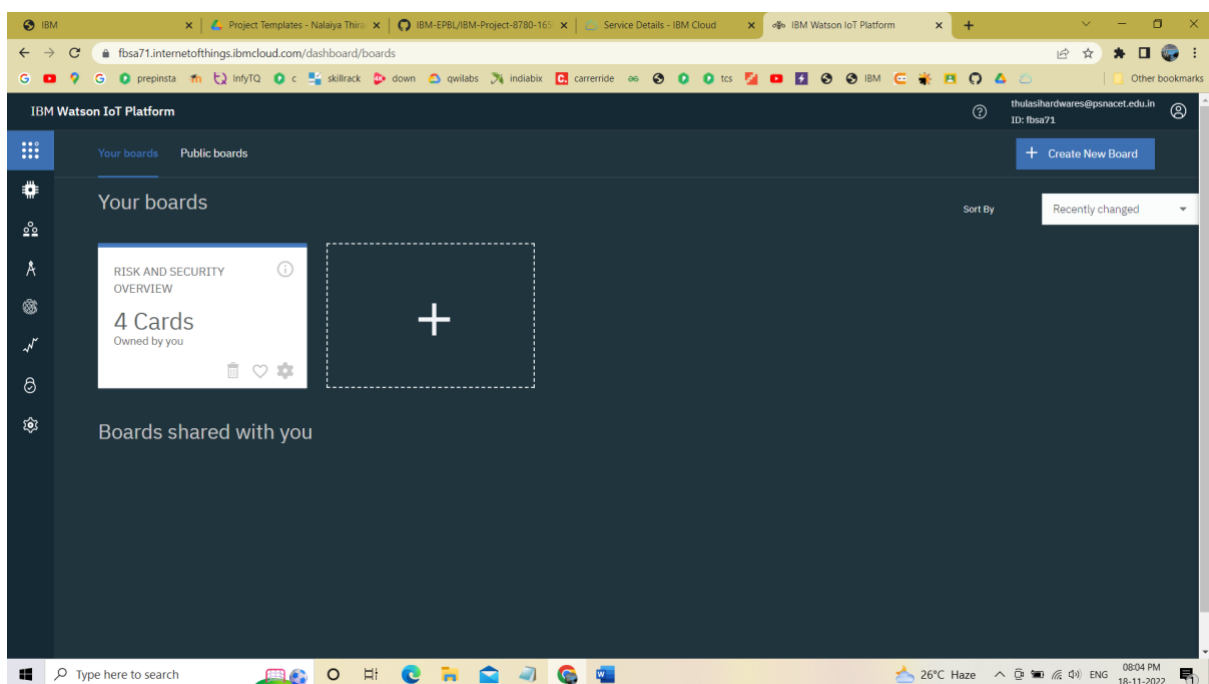 IBM
Project Templates - Nalaiya Thira
IBM-EPBL/IBM-Project-8780-165
Service Details - IBM Cloud
IBM Watson IoT Platform
fbsa71.internetofthings.ibmcloud.com/dashboard/boards
prepinsta
InfyTQ
c
skillrack
down
qwilabs
indiabix
carrerride
tcs
IBM
Other bookmarks
IBM Watson IoT Platform
thulasihardwares@psnacet.edu.in
ID: fbsa71
Your boards
Public boards
+ Create New Board
Your boards
Sort By
Recently changed
RISK AND SECURITY
OVERVIEW
4 Cards
Owned by you
Boards shared with you
Type here to search
26°C Haze
ENG
08:04 PM
18-11-2022